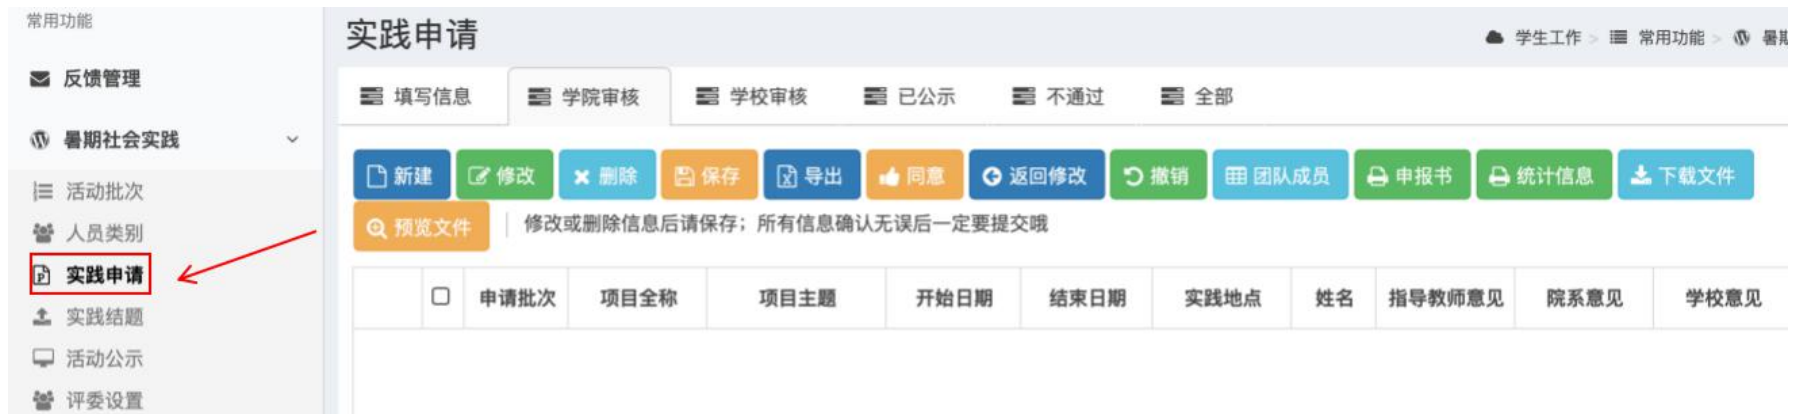 常用功能
反馈管理
暑期社会实践
活动批次
人员类别
实践申请
实践结题
活动公示
评委设置
实践申请
学生工作 > 常用功能 > 暑期
填写信息 学院审核 学校审核 已公示 不通过 全部
新建 修改 删除 保存 导出 同意 返回修改 撤销 团队成员 申报书 统计信息 下载文件
预览文件 修改或删除信息后请保存；所有信息确认无误后一定要提交哦
申请批次 项目全称 项目主题 开始日期 结束日期 实践地点 姓名 指导教师意见 院系意见 学校意见